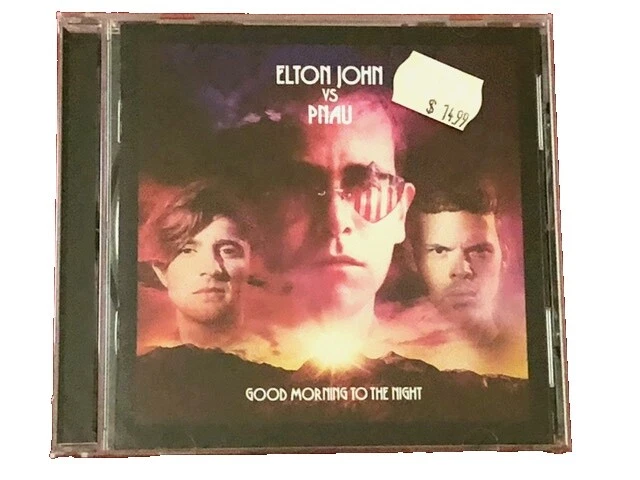 ELTON JOHN
VS
PNAU
$ 14.99
GOOD MORNING TO THE NIGHT